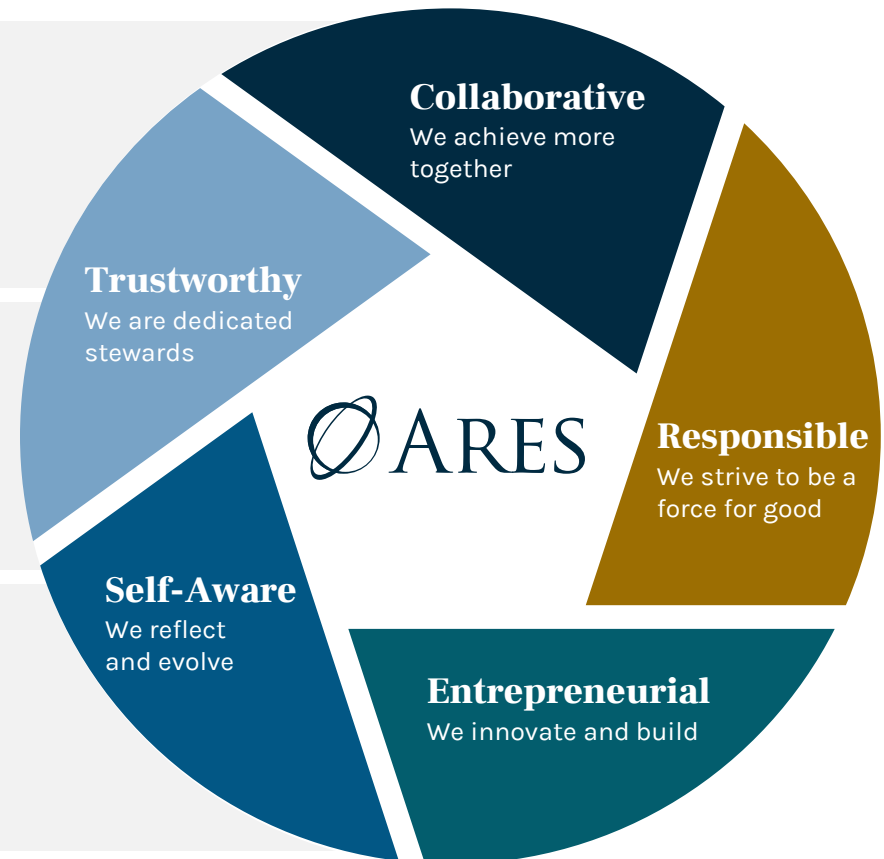 Collaborative
We achieve more
together
Trustworthy
We are dedicated
stewards
ARES
Responsible
We strive to be a
force for good
Self-Aware
We reflect
and evolve
Entrepreneurial
We innovate and build